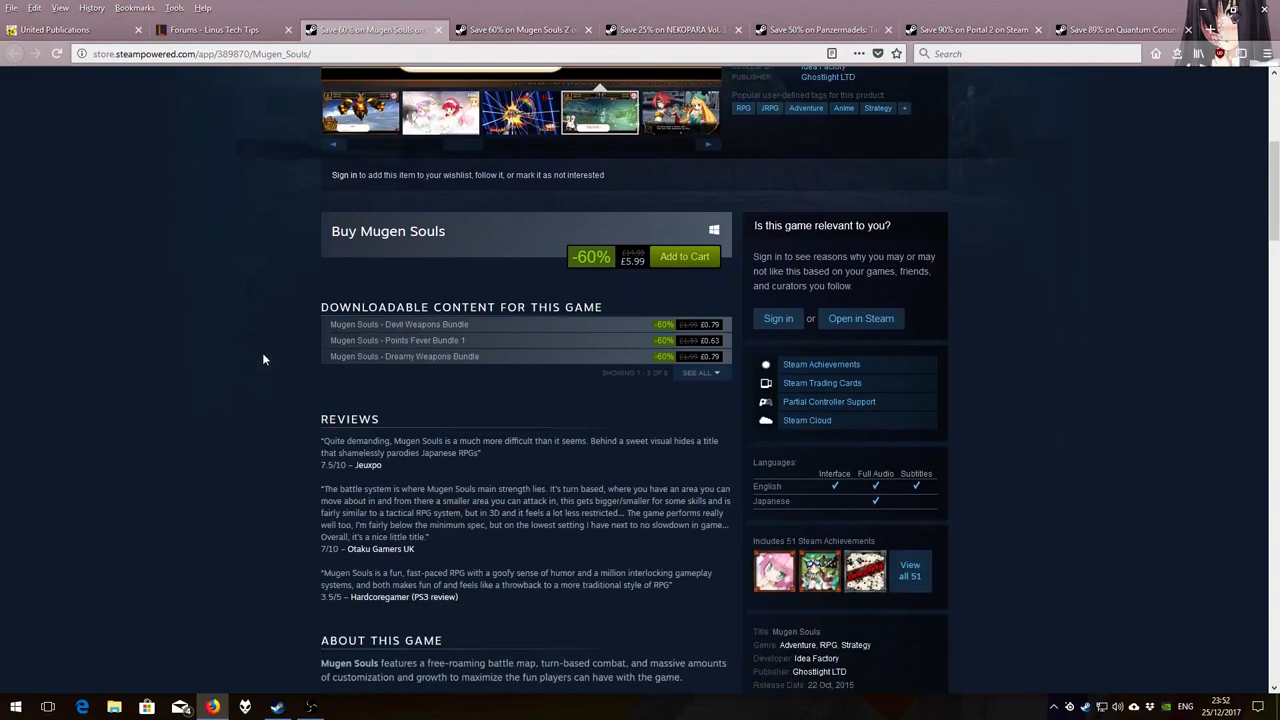 File Edit View History Bookmarks Tools Help
United Publications
Forums - Linus Tech Tips
Save 60% on Mugen Souls on
Save 60% on Mugen Souls Z o
Save 25% on NEKOPARA Vol. 3
Save 50% on Panzermadels: Ta
Save 90% on Portal 2 on Steam
Save 89% on Quantum Conun
store.steampowered.com/app/389870/Mugen_Souls/
Search
Idea Factory
PUBLISHER: Ghostlight LTD
Popular user-defined tags for this product:
RPG JRPG Adventure Anime Strategy +
Sign in to add this item to your wishlist, follow it, or mark it as not interested
Buy Mugen Souls
-60% £14.99 £5.99 Add to Cart
DOWNLOADABLE CONTENT FOR THIS GAME
Mugen Souls - Devil Weapons Bundle -60% £1.99 £0.79
Mugen Souls - Points Fever Bundle 1 -60% £1.59 £0.63
Mugen Souls - Dreamy Weapons Bundle -60% £1.99 £0.79
SEE ALL
REVIEWS
“Quite demanding, Mugen Souls is a much more difficult than it seems. Behind a sweet visual hides a title
that shamelessly parodies Japanese RPGs”
7.5/10 – Jeuxpo
“The battle system is where Mugen Souls main strength lies. It's turn based, where you have an area you can
move about in and from there a smaller area you can attack in, this gets bigger/smaller for some skills and is
fairly similar to a tactical RPG system, but in 3D and it feels a lot less restricted... The game performs really
well too, I'm fairly below the minimum spec, but on the lowest setting I have next to no slowdown in game...
Overall, it's a nice little title.”
7/10 – Otaku Gamers UK
“Mugen Souls is a fun, fast-paced RPG with a goofy sense of humor and a million interlocking gameplay
systems, and both makes fun of and feels like a throwback to a more traditional style of RPG”
3.5/5 – Hardcoregamer (PS3 review)
ABOUT THIS GAME
Mugen Souls features a free-roaming battle map, turn-based combat, and massive amounts
of customization and growth to maximize the fun players can have with the game.
Is this game relevant to you?
Sign in to see reasons why you may or may
not like this based on your games, friends,
and curators you follow.
Sign in or Open in Steam
Steam Achievements
Steam Trading Cards
Partial Controller Support
Steam Cloud
Languages:
Interface Full Audio Subtitles
English
Japanese
Includes 51 Steam Achievements
View
all 51
Title: Mugen Souls
Genre: Adventure, RPG, Strategy
Developer: Idea Factory
Publisher: Ghostlight LTD
Release Date: 22 Oct, 2015
ENG
23:52
25/12/2017